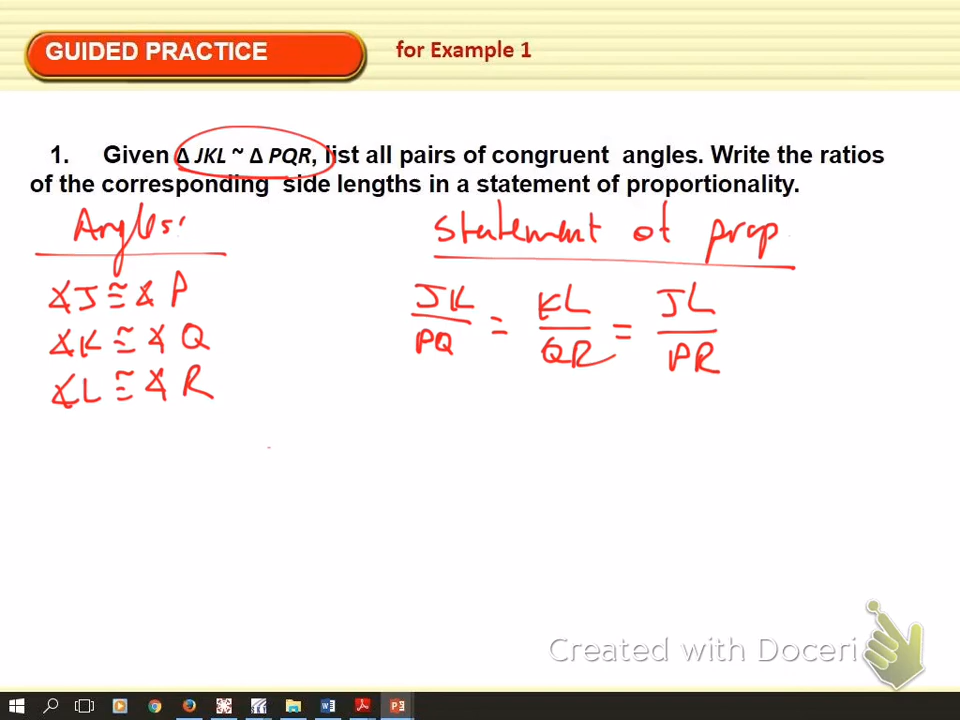 GUIDED PRACTICE
for Example 1
1. Given Δ JKL ~ Δ PQR, list all pairs of congruent angles. Write the ratios
of the corresponding side lengths in a statement of proportionality.
Angles:
∡J ≅ ∡P
∡K ≅ ∡Q
∡L ≅ ∡R
Statement of prop
JK/PQ = KL/QR = JL/PR
Created with Doceri